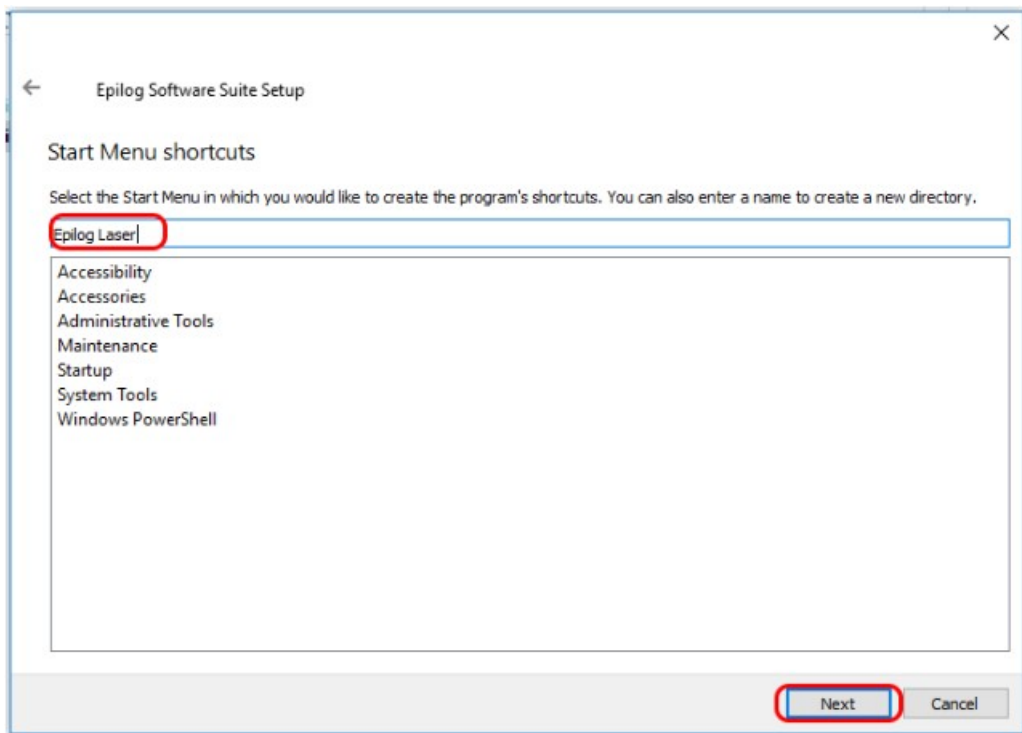 Epilog Software Suite Setup
Start Menu shortcuts
Select the Start Menu in which you would like to create the program's shortcuts. You can also enter a name to create a new directory.
Epilog Laser
Accessibility
Accessories
Administrative Tools
Maintenance
Startup
System Tools
Windows PowerShell
Next Cancel